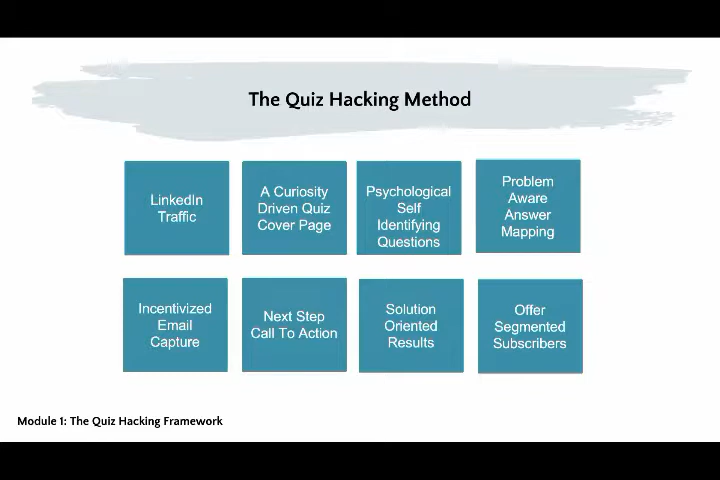 The Quiz Hacking Method
LinkedIn
Traffic
A Curiosity
Driven Quiz
Cover Page
Psychological
Self
Identifying
Questions
Problem
Aware
Answer
Mapping
Incentivized
Email
Capture
Next Step
Call To Action
Solution
Oriented
Results
Offer
Segmented
Subscribers
Module 1: The Quiz Hacking Framework